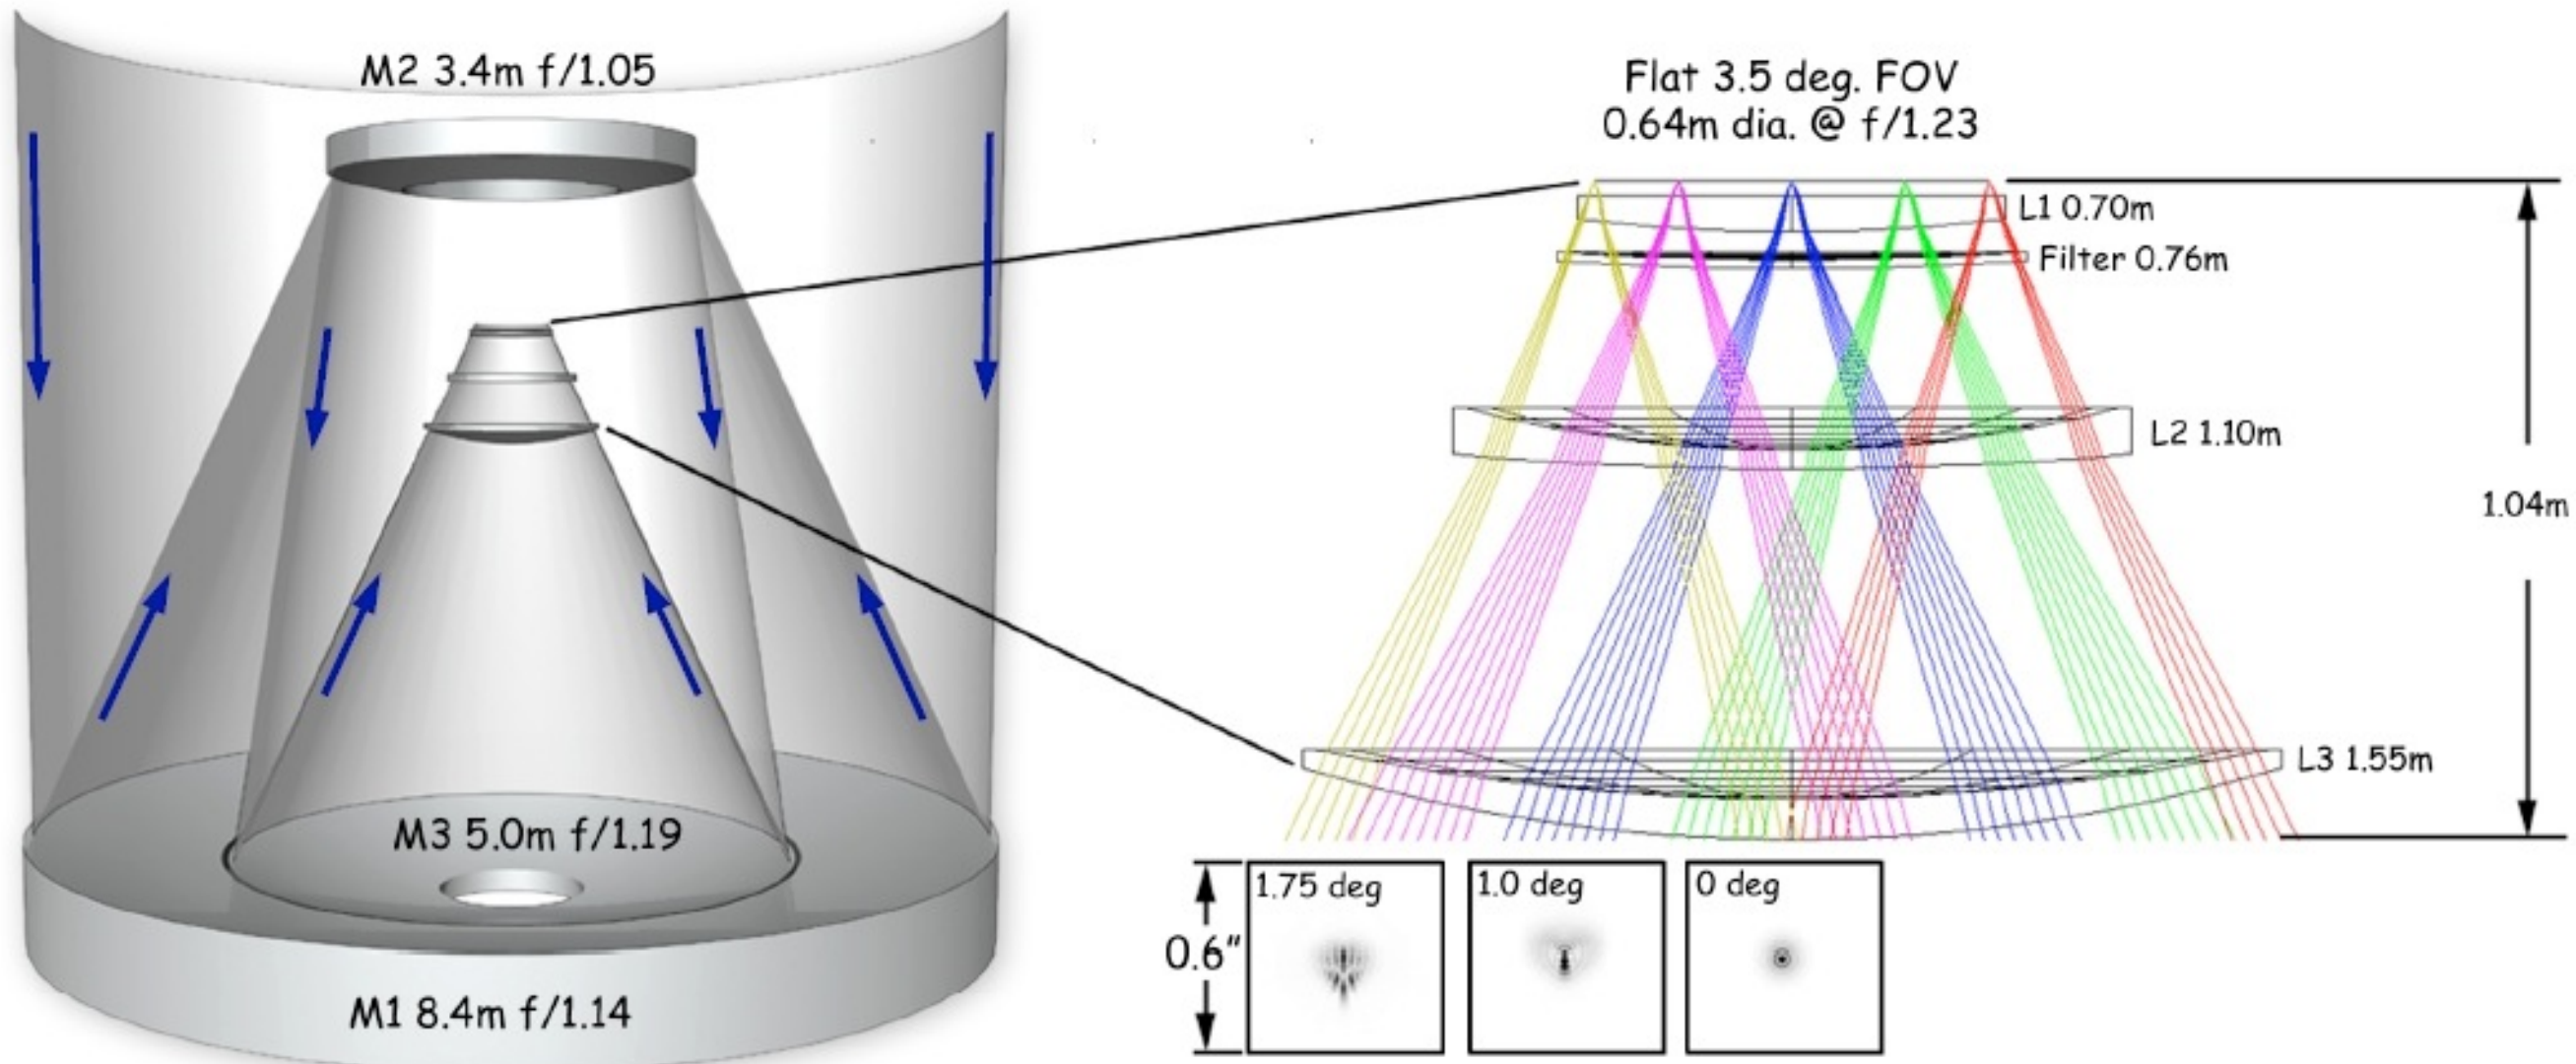 M2 3.4m f/1.05
M3 5.0m f/1.19
M1 8.4m f/1.14
Flat 3.5 deg. FOV
0.64m dia. @ f/1.23
L1 0.70m
Filter 0.76m
L2 1.10m
1.04m
L3 1.55m
0.6"
1.75 deg
1.0 deg
0 deg